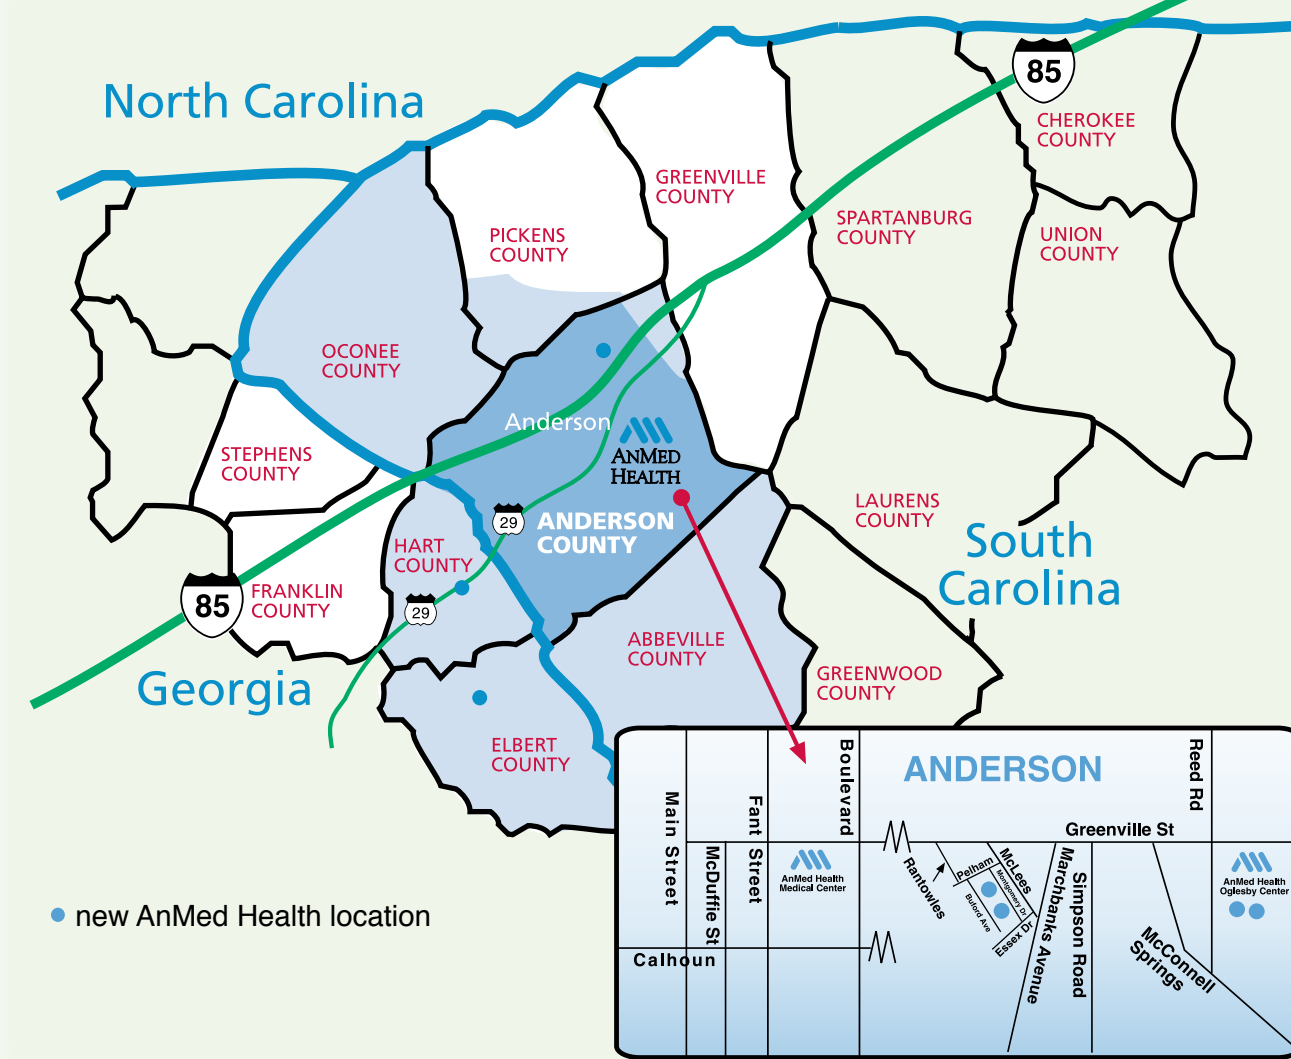 North Carolina
85
CHEROKEE
COUNTY
GREENVILLE
COUNTY
SPARTANBURG
COUNTY
UNION
COUNTY
PICKENS
COUNTY
OCONEE
COUNTY
Anderson
ANMED
HEALTH
STEPHENS
COUNTY
29
ANDERSON
COUNTY
LAURENS
COUNTY
South
Carolina
HART
COUNTY
85
FRANKLIN
COUNTY
29
ABBEVILLE
COUNTY
GREENWOOD
COUNTY
Georgia
ELBERT
COUNTY
new AnMed Health location
ANDERSON
Main Street
McDuffie St
Fant Street
Boulevard
Reed Rd
Greenville St
AnMed Health
Medical Center
Rantowles
Pelham
McLees
Montgomery Dr
Buford Ave
Essex Dr
Marchbanks Avenue
Simpson Road
McConnell
Springs
AnMed Health
Oglesby Center
Calhoun